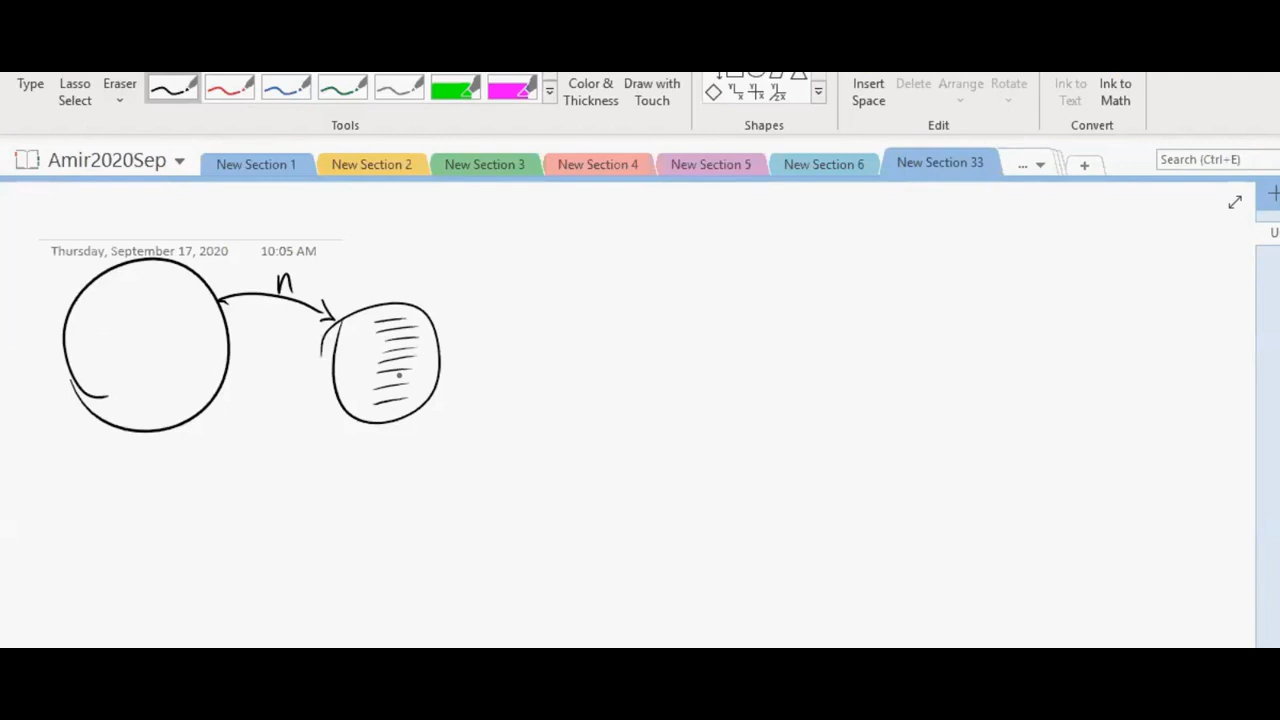 Type
Lasso Select
Eraser
Color & Thickness
Draw with Touch
Insert Space
Delete
Arrange
Rotate
Ink to Text
Ink to Math
Tools
Shapes
Edit
Convert
Amir2020Sep
New Section 1
New Section 2
New Section 3
New Section 4
New Section 5
New Section 6
New Section 33
...
Search (Ctrl+E)
Thursday, September 17, 2020 10:05 AM
n